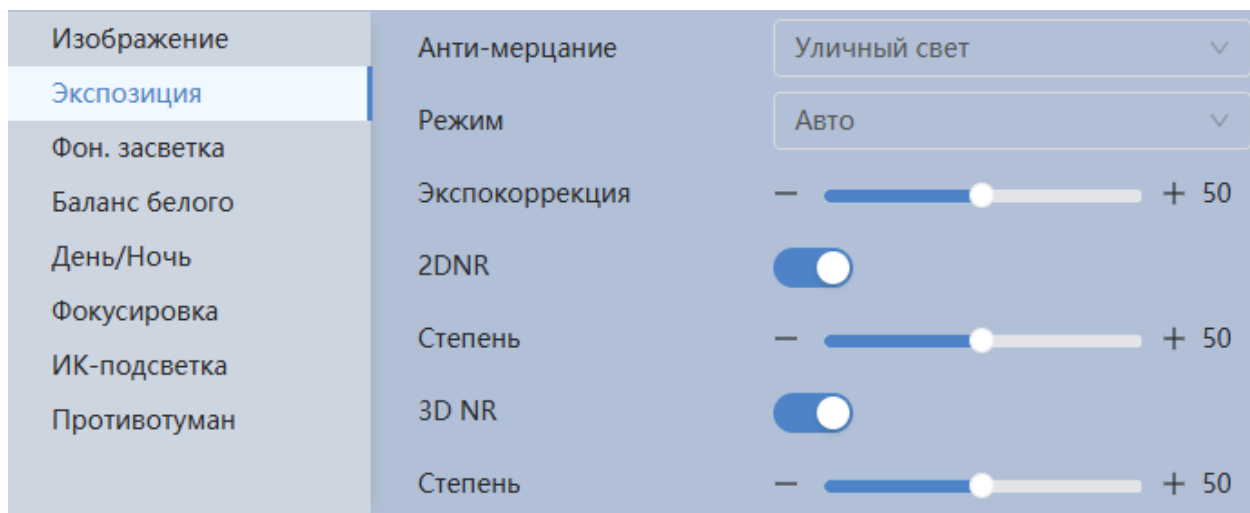 Изображение
Экспозиция
Фон. засветка
Баланс белого
День/Ночь
Фокусировка
ИК-подсветка
Противотуман
Анти-мерцание Уличный свет
Режим Авто
Экспокоррекция — + 50
2DNR
Степень — + 50
3D NR
Степень — + 50